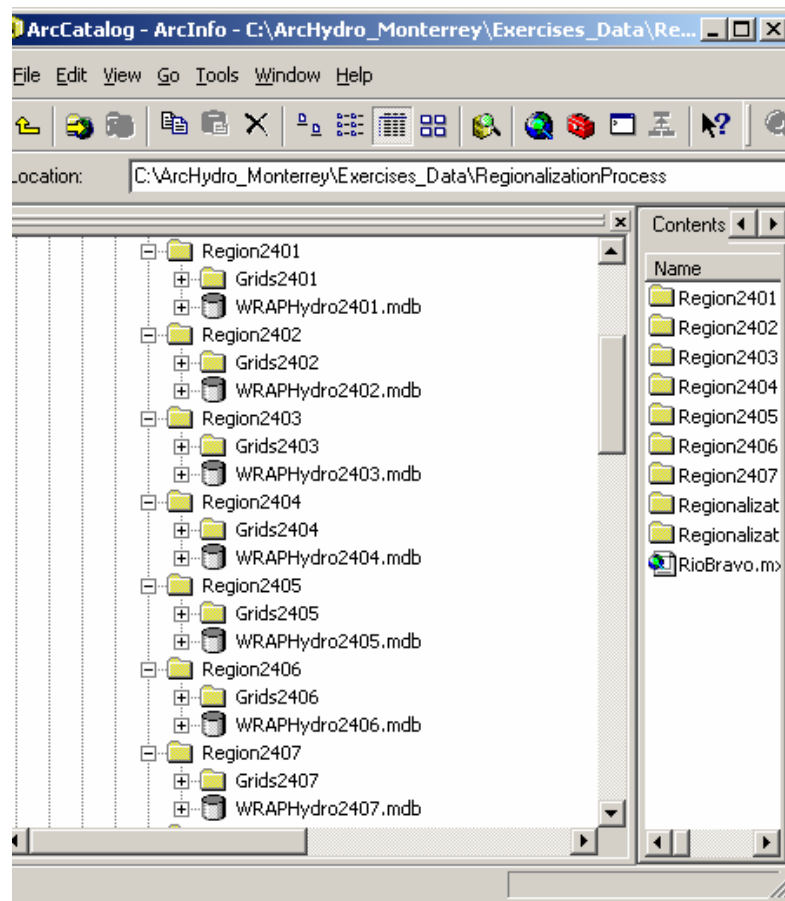 ArcCatalog - ArcInfo - C:\ArcHydro_Monterrey\Exercises_Data\Re...
File Edit View Go Tools Window Help
Location: C:\ArcHydro_Monterrey\Exercises_Data\RegionalizationProcess
Region2401
Grids2401
WRAPHydro2401.mdb
Region2402
Grids2402
WRAPHydro2402.mdb
Region2403
Grids2403
WRAPHydro2403.mdb
Region2404
Grids2404
WRAPHydro2404.mdb
Region2405
Grids2405
WRAPHydro2405.mdb
Region2406
Grids2406
WRAPHydro2406.mdb
Region2407
Grids2407
WRAPHydro2407.mdb
Contents
Name
Region2401
Region2402
Region2403
Region2404
Region2405
Region2406
Region2407
Regionalizat
Regionalizat
RioBravo.mx